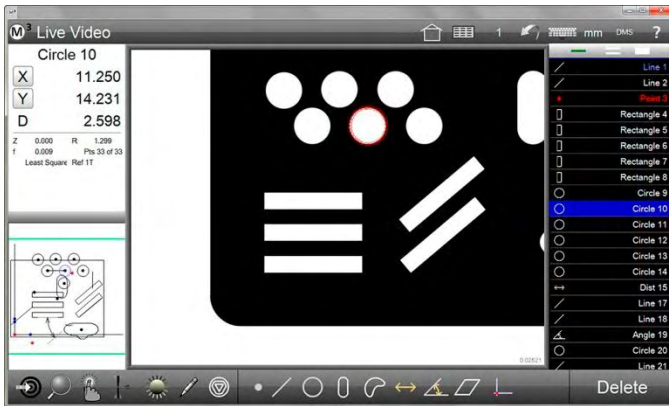 M3 Live Video
1 mm DMS ?
Circle 10
X 11.250
Y 14.231
D 2.598
Z 0.000 R 1.299
f 0.009 Pts 33 of 33
Least Square Ref 1T
Line 1
Line 2
Point 3
Rectangle 4
Rectangle 5
Rectangle 6
Rectangle 7
Rectangle 8
Circle 9
Circle 10
Circle 11
Circle 12
Circle 13
Circle 14
Dist 15
Line 17
Line 18
Angle 19
Circle 20
Line 21
0.02821
Delete